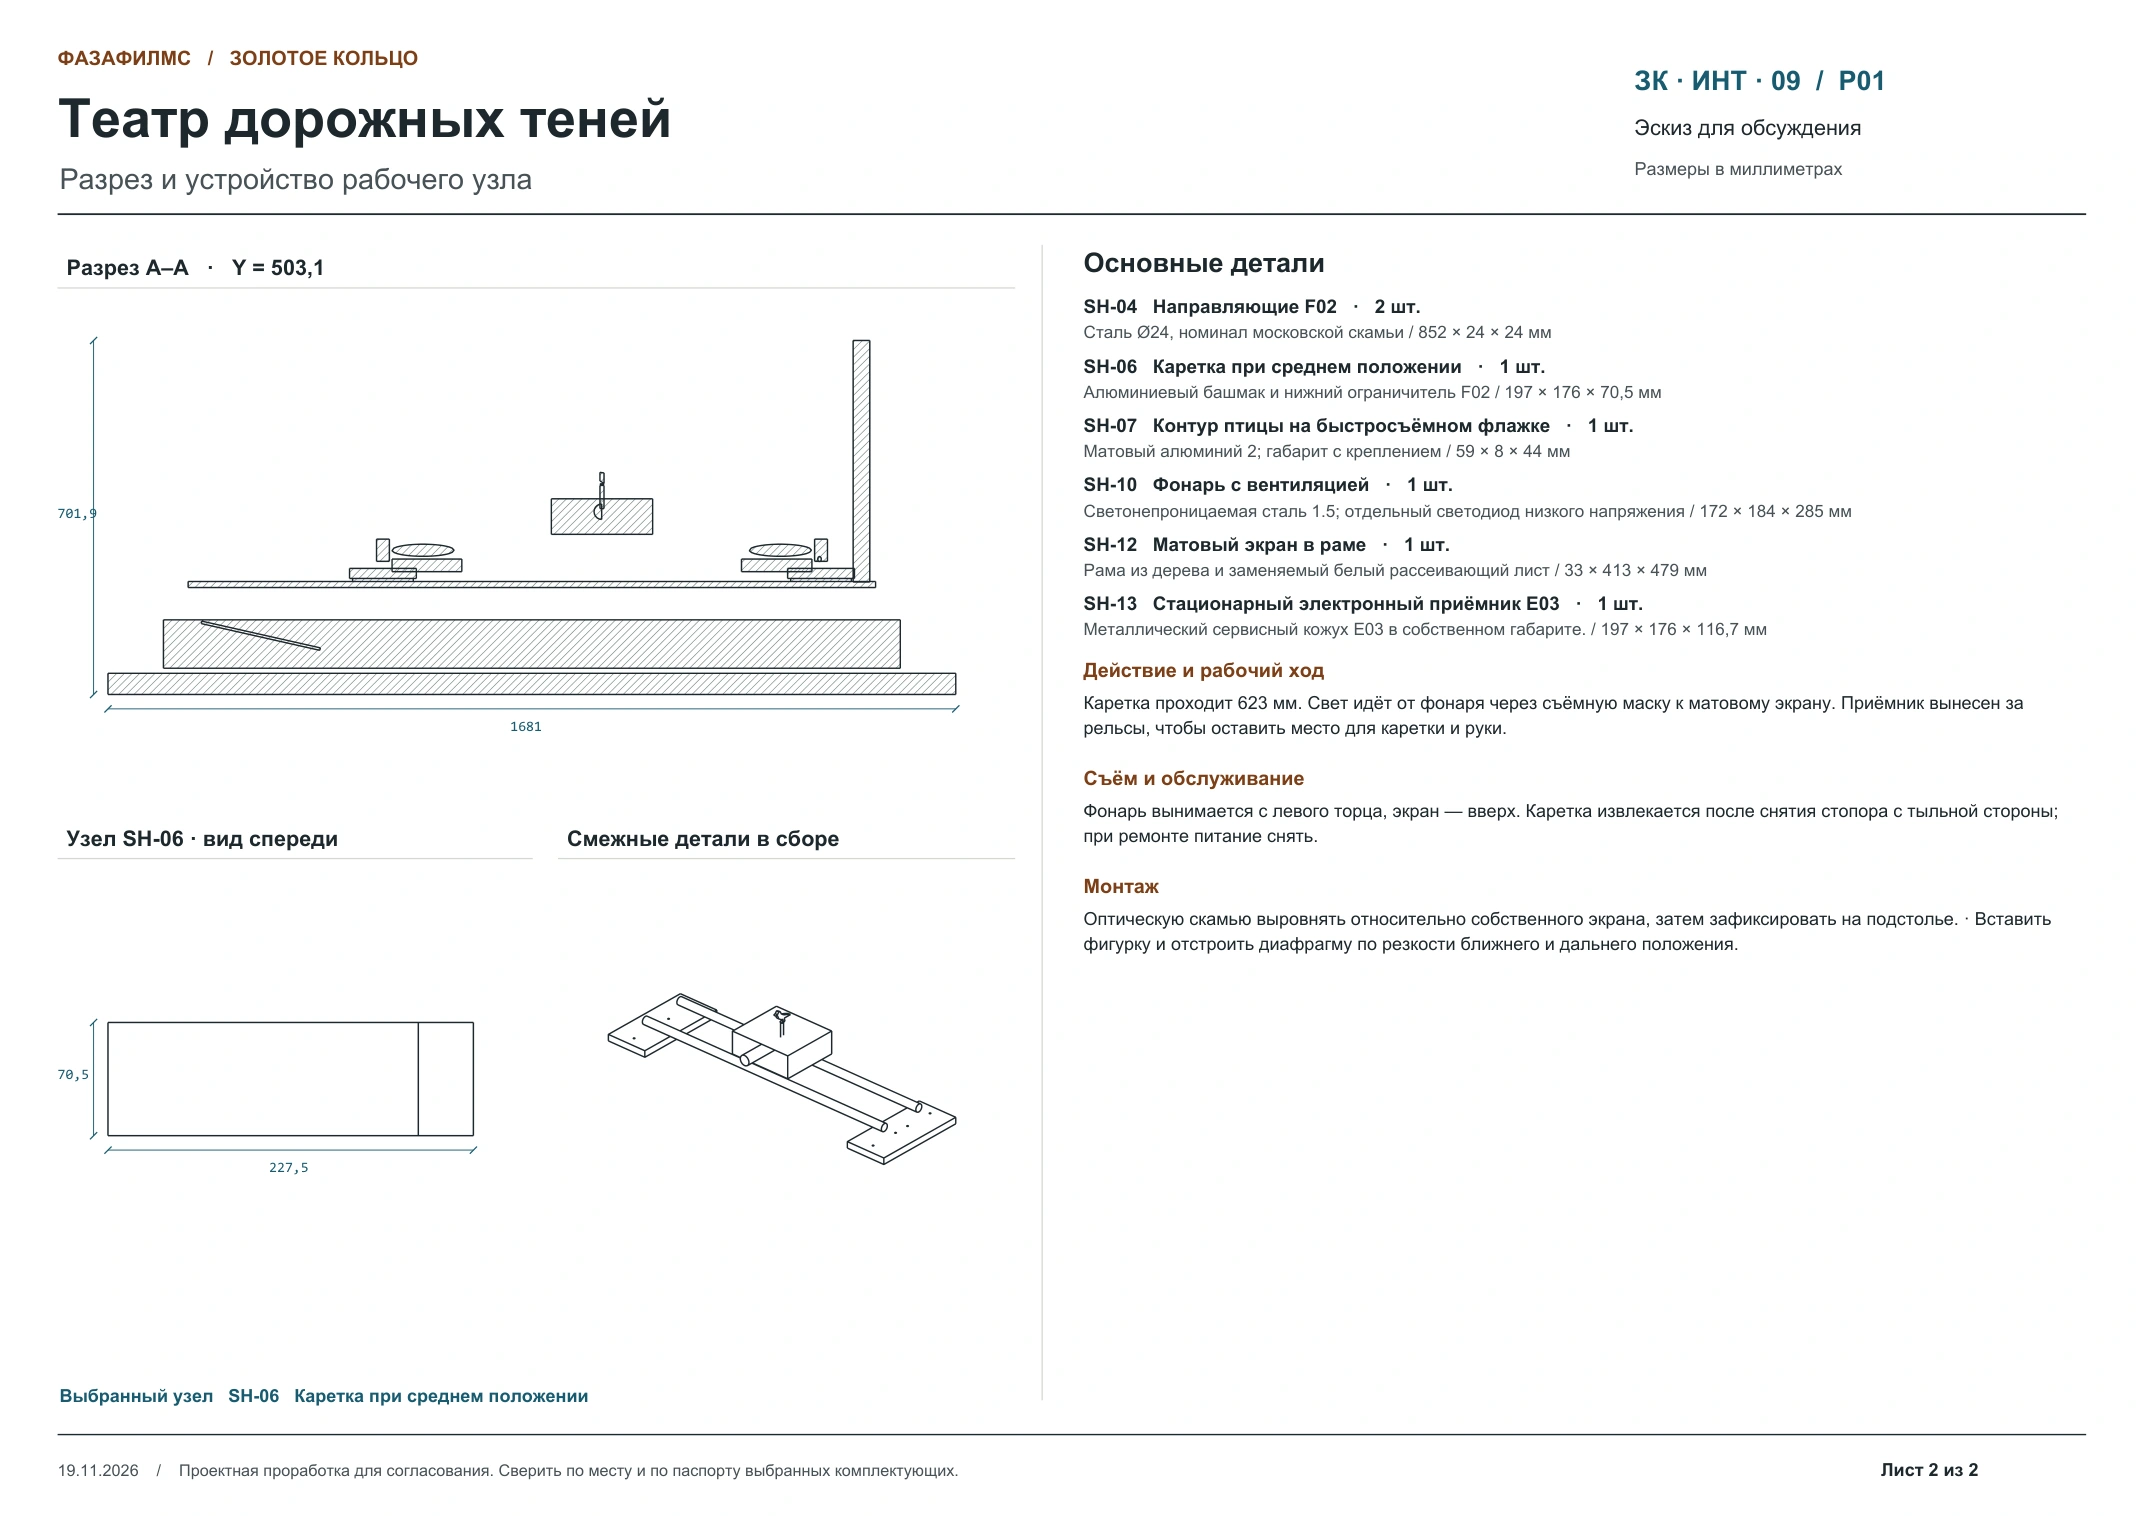 ФАЗАФИЛМС / ЗОЛОТОЕ КОЛЬЦО
Театр дорожных теней
Разрез и устройство рабочего узла
ЗК · ИНТ · 09 / P01
Эскиз для обсуждения
Размеры в миллиметрах
Разрез А–А · Y = 503,1
701,9
1681
Узел SH-06 · вид спереди
70,5
227,5
Смежные детали в сборе
Выбранный узел SH-06 Каретка при среднем положении
Основные детали
SH-04 Направляющие F02 · 2 шт.
Сталь Ø24, номинал московской скамьи / 852 × 24 × 24 мм
SH-06 Каретка при среднем положении · 1 шт.
Алюминиевый башмак и нижний ограничитель F02 / 197 × 176 × 70,5 мм
SH-07 Контур птицы на быстросъёмном флажке · 1 шт.
Матовый алюминий 2; габарит с креплением / 59 × 8 × 44 мм
SH-10 Фонарь с вентиляцией · 1 шт.
Светонепроницаемая сталь 1.5; отдельный светодиод низкого напряжения / 172 × 184 × 285 мм
SH-12 Матовый экран в раме · 1 шт.
Рама из дерева и заменяемый белый рассеивающий лист / 33 × 413 × 479 мм
SH-13 Стационарный электронный приёмник E03 · 1 шт.
Металлический сервисный кожух E03 в собственном габарите. / 197 × 176 × 116,7 мм
Действие и рабочий ход
Каретка проходит 623 мм. Свет идёт от фонаря через съёмную маску к матовому экрану. Приёмник вынесен за
рельсы, чтобы оставить место для каретки и руки.
Съём и обслуживание
Фонарь вынимается с левого торца, экран — вверх. Каретка извлекается после снятия стопора с тыльной стороны;
при ремонте питание снять.
Монтаж
Оптическую скамью выровнять относительно собственного экрана, затем зафиксировать на подстолье. · Вставить
фигурку и отстроить диафрагму по резкости ближнего и дальнего положения.
19.11.2026 / Проектная проработка для согласования. Сверить по месту и по паспорту выбранных комплектующих.
Лист 2 из 2